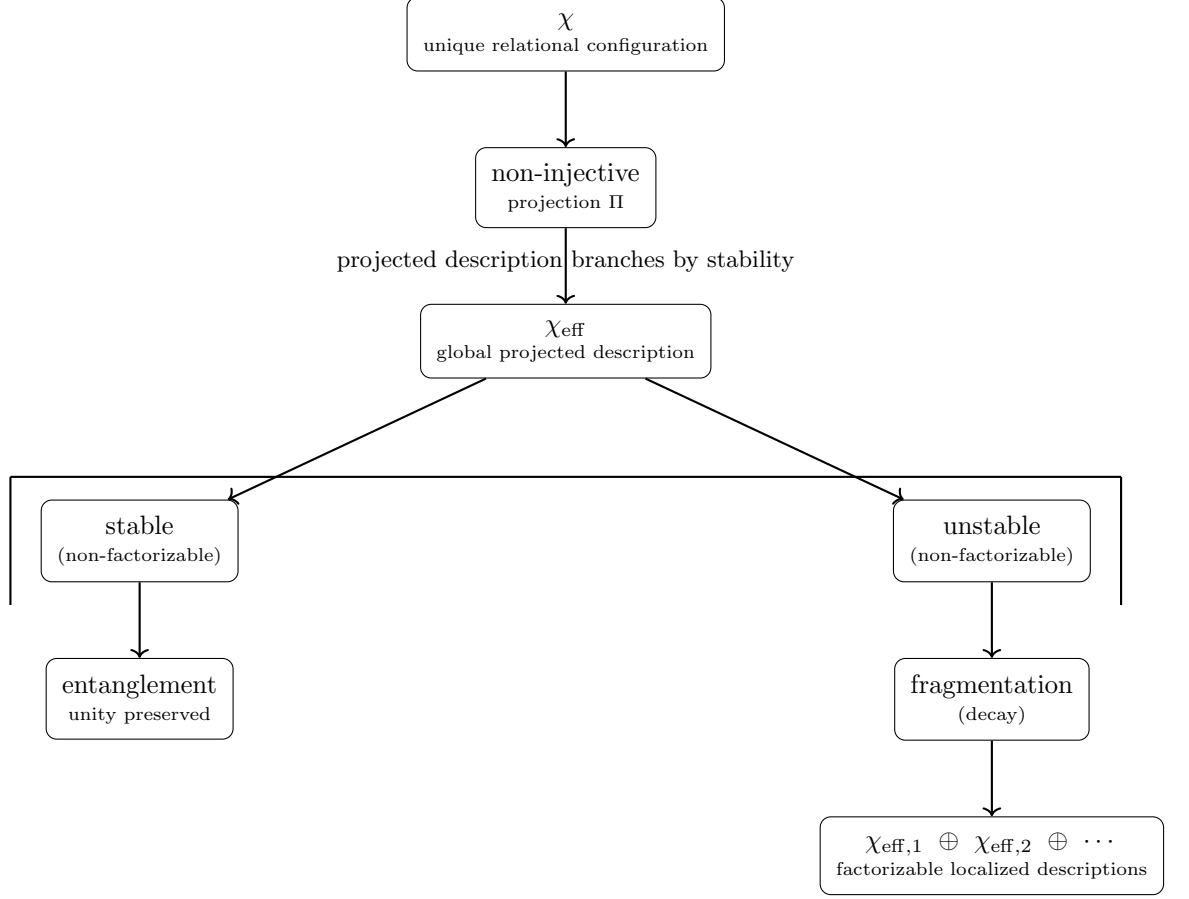 χ
unique relational configuration
non-injective
projection Π
projected description branches by stability
χeff
global projected description
stable
(non-factorizable)
unstable
(non-factorizable)
entanglement
unity preserved
fragmentation
(decay)
χeff,1 ⊕ χeff,2 ⊕ ⋯
factorizable localized descriptions